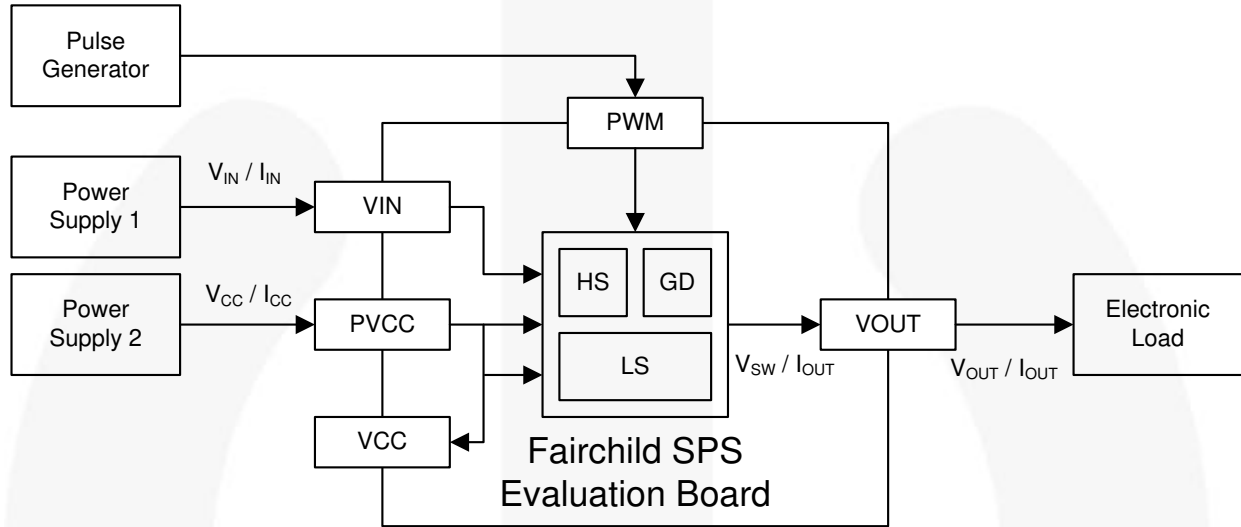 Pulse
Generator
PWM
Power
Supply 1
V_IN / I_IN
VIN
HS
GD
Power
Supply 2
V_CC / I_CC
PVCC
LS
VOUT
Electronic
Load
V_SW / I_OUT
V_OUT / I_OUT
VCC
Fairchild SPS
Evaluation Board